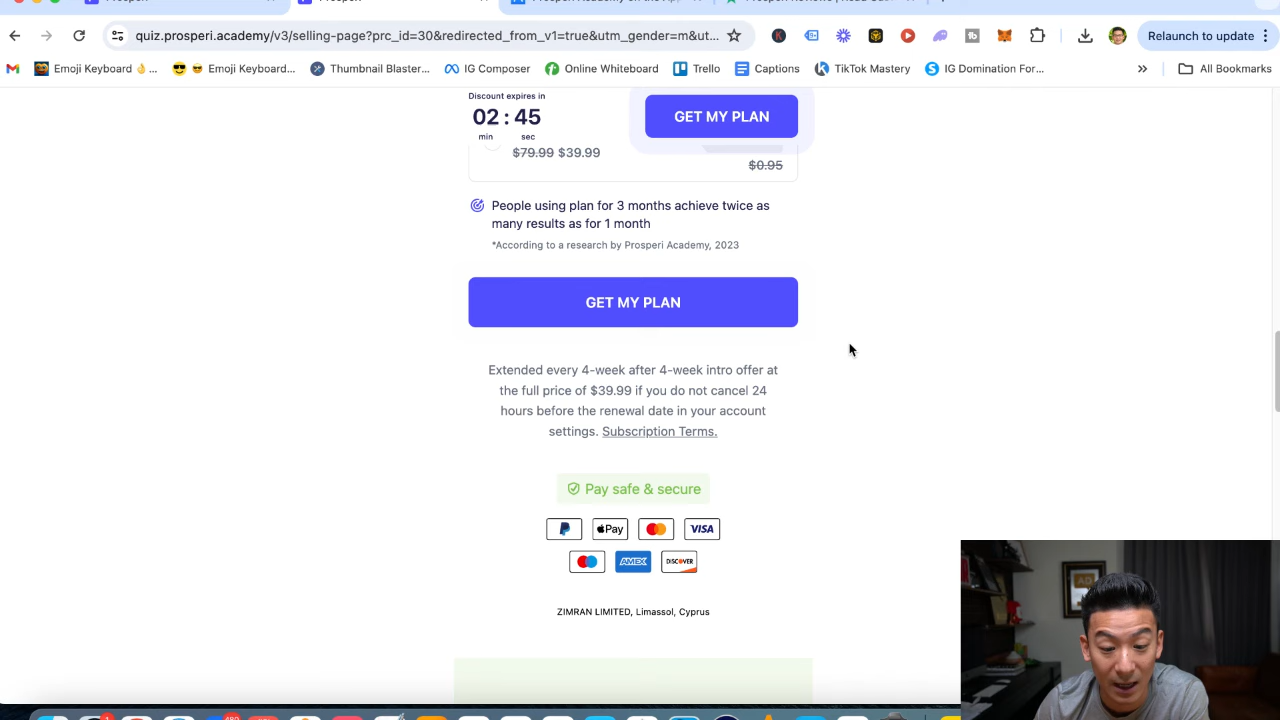 quiz.prosperi.academy/v3/selling-page?prc_id=30&redirected_from_v1=true&utm_gender=m&ut...
Relaunch to update
Emoji Keyboard 👌...
Emoji Keyboard...
Thumbnail Blaster...
IG Composer
Online Whiteboard
Trello
Captions
TikTok Mastery
IG Domination For...
All Bookmarks
Discount expires in
02 : 45
min sec
GET MY PLAN
$79.99 $39.99
$0.95
People using plan for 3 months achieve twice as
many results as for 1 month
*According to a research by Prosperi Academy, 2023
GET MY PLAN
Extended every 4-week after 4-week intro offer at
the full price of $39.99 if you do not cancel 24
hours before the renewal date in your account
settings. Subscription Terms.
Pay safe & secure
Pay
VISA
AMEX
DISCOVER
ZIMRAN LIMITED, Limassol, Cyprus